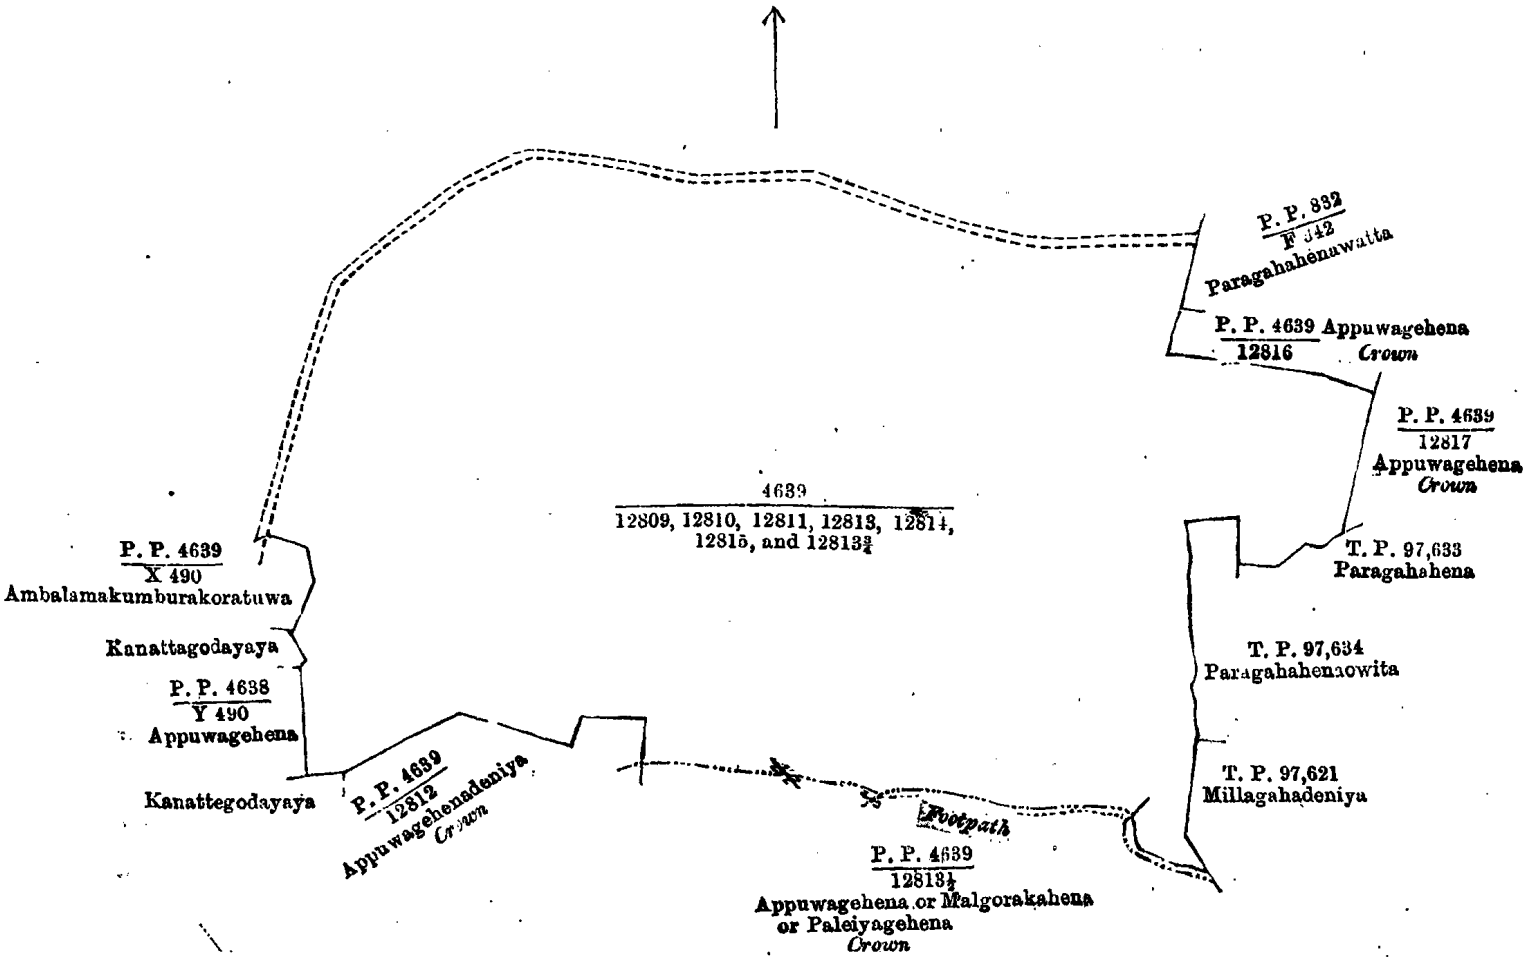 P. P. 832
F 342
Paragahahenawatta
P. P. 4639 Appuwagehena
12816 Crown
P. P. 4639
12817
Appuwagehena
Crown
4639
12809, 12810, 12811, 12813, 12814,
12815, and 12813¾
P. P. 4639
X 490
Ambalamakumburakoratuwa
T. P. 97,633
Paragahahena
Kanattagodayaya
T. P. 97,634
Paragahahenaowita
P. P. 4638
Y 490
Appuwagehena
Kanattegodayaya
P. P. 4639
12812
Appuwagehenadeniya
Crown
T. P. 97,621
Millagahadeniya
Footpath
P. P. 4639
12813½
Appuwagehena or Malgorakahena
or Paleiyagehena
Crown